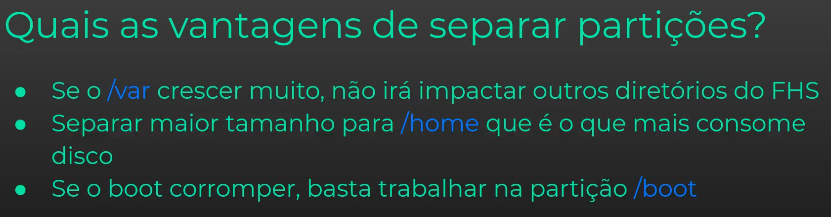 Quais as vantagens de separar partições?
● Se o /var crescer muito, não irá impactar outros diretórios do FHS
● Separar maior tamanho para /home que é o que mais consome
disco
● Se o boot corromper, basta trabalhar na partição /boot